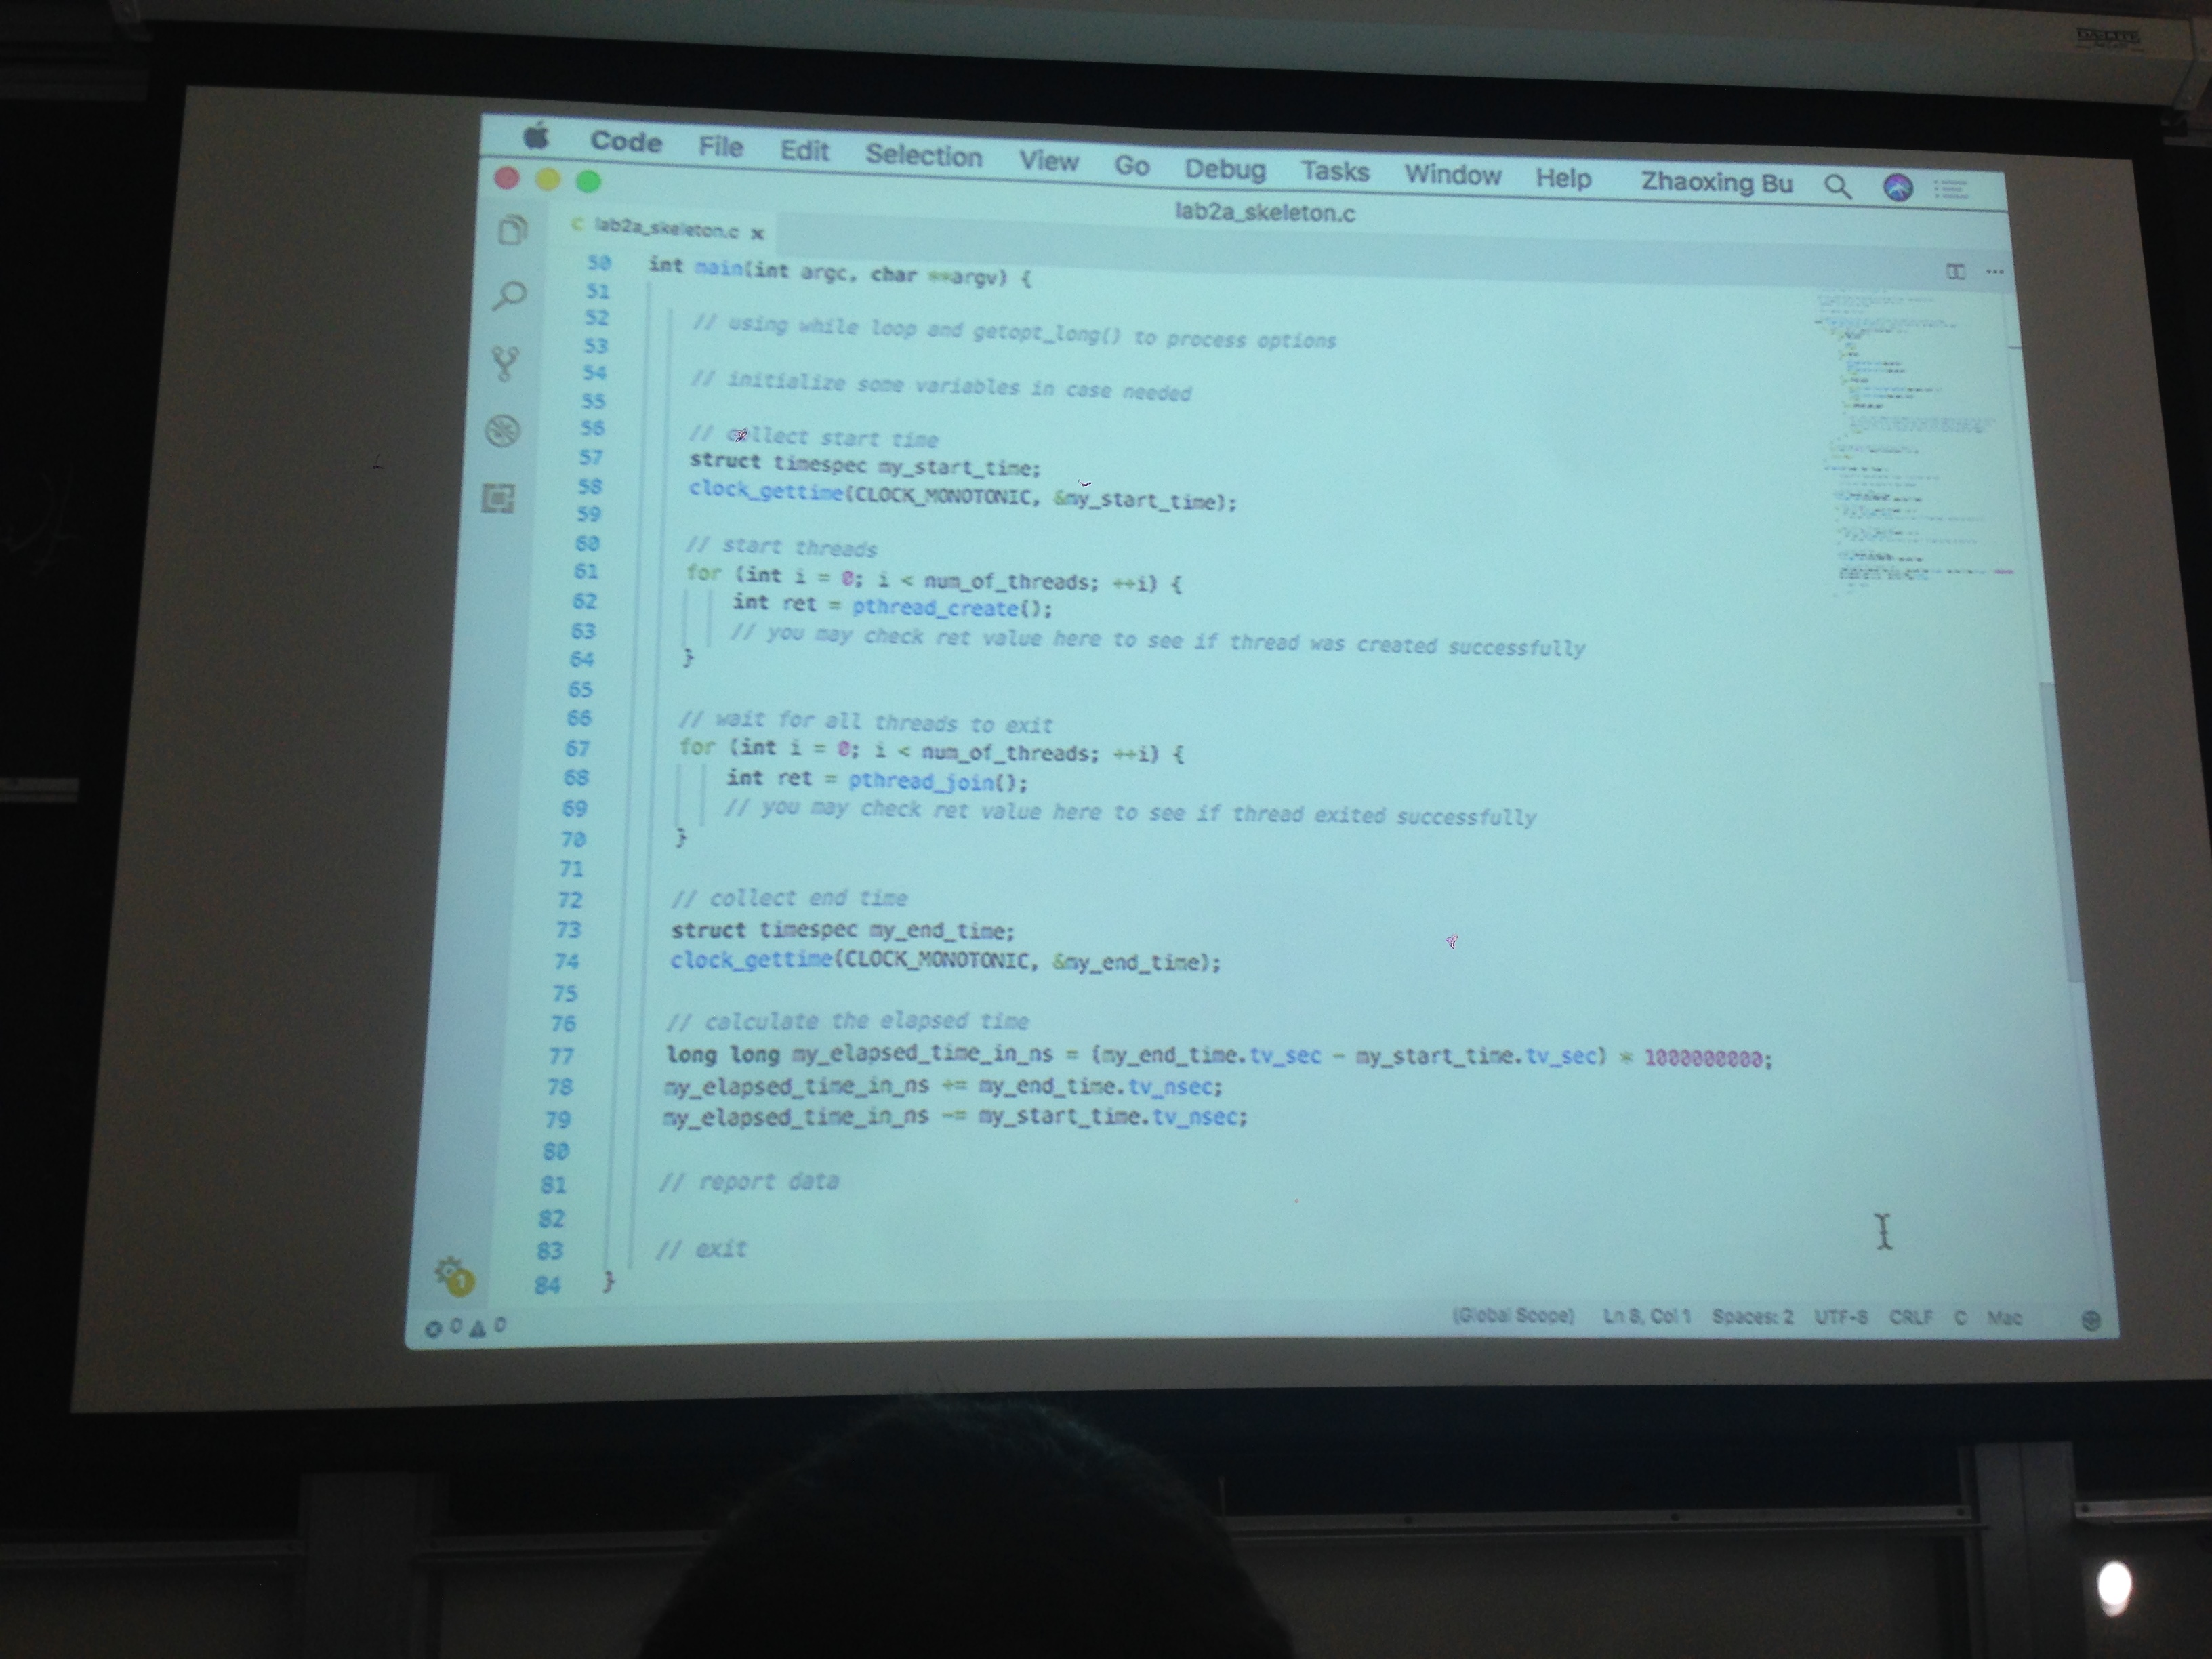 DA-LITE
Code File Edit Selection View Go Debug Tasks Window Help Zhaoxing Bu
lab2a_skeleton.c
C lab2a_skeleton.c x
50 int main(int argc, char **argv) {
51
52 // using while loop and getopt_long() to process options
53
54 // initialize some variables in case needed
55
56 // collect start time
57 struct timespec my_start_time;
58 clock_gettime(CLOCK_MONOTONIC, &my_start_time);
59
60 // start threads
61 for (int i = 0; i < num_of_threads; ++i) {
62 int ret = pthread_create();
63 // you may check ret value here to see if thread was created successfully
64 }
65
66 // wait for all threads to exit
67 for (int i = 0; i < num_of_threads; ++i) {
68 int ret = pthread_join();
69 // you may check ret value here to see if thread exited successfully
70 }
71
72 // collect end time
73 struct timespec my_end_time;
74 clock_gettime(CLOCK_MONOTONIC, &my_end_time);
75
76 // calculate the elapsed time
77 long long my_elapsed_time_in_ns = (my_end_time.tv_sec - my_start_time.tv_sec) * 1000000000;
78 my_elapsed_time_in_ns += my_end_time.tv_nsec;
79 my_elapsed_time_in_ns -= my_start_time.tv_nsec;
80
81 // report data
82
83 // exit
84 }
1
0 0 (Global Scope) Ln 8, Col 1 Spaces: 2 UTF-8 CRLF C Mac